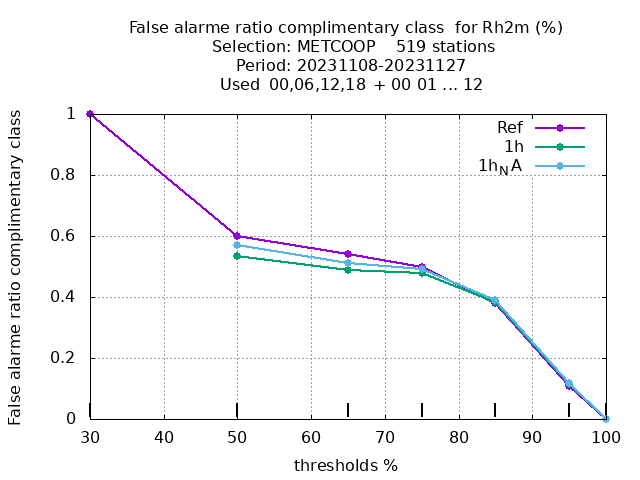 False alarme ratio complimentary class  for Rh2m (%)
Selection: METCOOP    519 stations
Period: 20231108-20231127
Used  00,06,12,18  + 00 01 ... 12
False alarme ratio complimentary class
1
0.8
0.6
0.4
0.2
0
Ref
1h
1h_NA
30 40 50 60 70 80 90 100
thresholds %